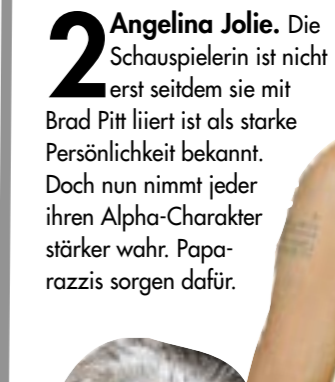 2 Angelina Jolie. Die
Schauspielerin ist nicht
erst seitdem sie mit
Brad Pitt liiert ist als starke
Persönlichkeit bekannt.
Doch nun nimmt jeder
ihren Alpha-Charakter
stärker wahr. Papa-
razzis sorgen dafür.